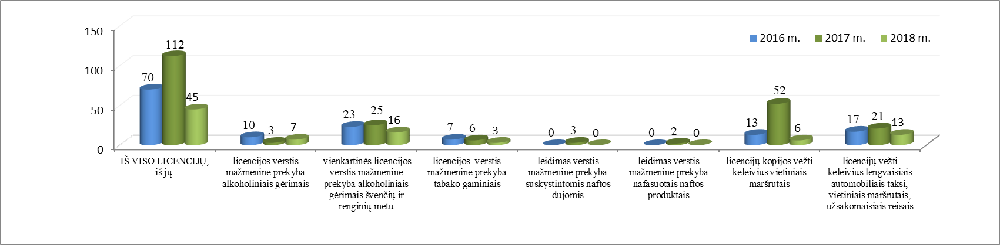 150
100
50
0
2016 m. 2017 m. 2018 m.
70 112 45
10 3 7
23 25 16
7 6 3
0 3 0
0 2 0
13 52 6
17 21 13
IŠ VISO LICENCIJŲ,
iš jų:
licencijos verstis
mažmenine prekyba
alkoholiniais gėrimais
vienkartinės licencijos
verstis mažmenine
prekyba alkoholiniais
gėrimais švenčių ir
renginių metu
licencijos verstis
mažmenine prekyba
tabako gaminiais
leidimas verstis
mažmenine prekyba
suskystintomis naftos
dujomis
leidimas verstis
mažmenine prekyba
nafasuotais naftos
produktais
licencijų kopijos vežti
keleivius vietiniais
maršrutais
licencijų vežti
keleivius lengvaisiais
automobiliais taksi,
vietiniais maršrutais,
užsakomaisiais reisais